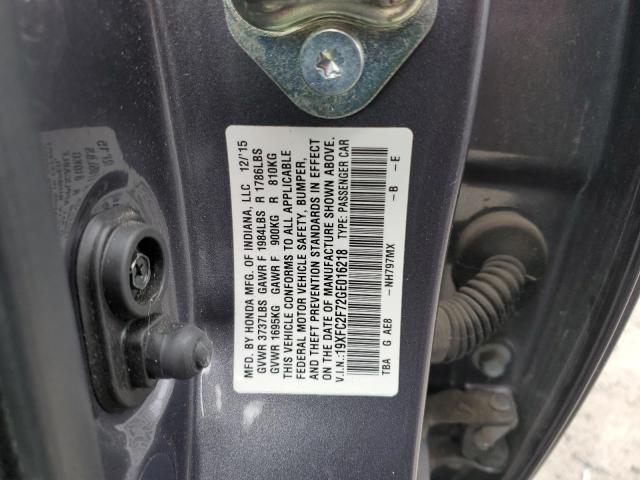 MFD. BY HONDA MFG. OF INDIANA, LLC 12/'15
GVWR 3737LBS GAWR F 1984LBS R 1786LBS
GVWR 1695KG GAWR F 900KG R 810KG
THIS VEHICLE CONFORMS TO ALL APPLICABLE
FEDERAL MOTOR VEHICLE SAFETY, BUMPER,
AND THEFT PREVENTION STANDARDS IN EFFECT
ON THE DATE OF MANUFACTURE SHOWN ABOVE.
V.I.N.:19XFC2F72GE016218 TYPE: PASSENGER CAR
TBA G AE8 -NH797MX -B -E